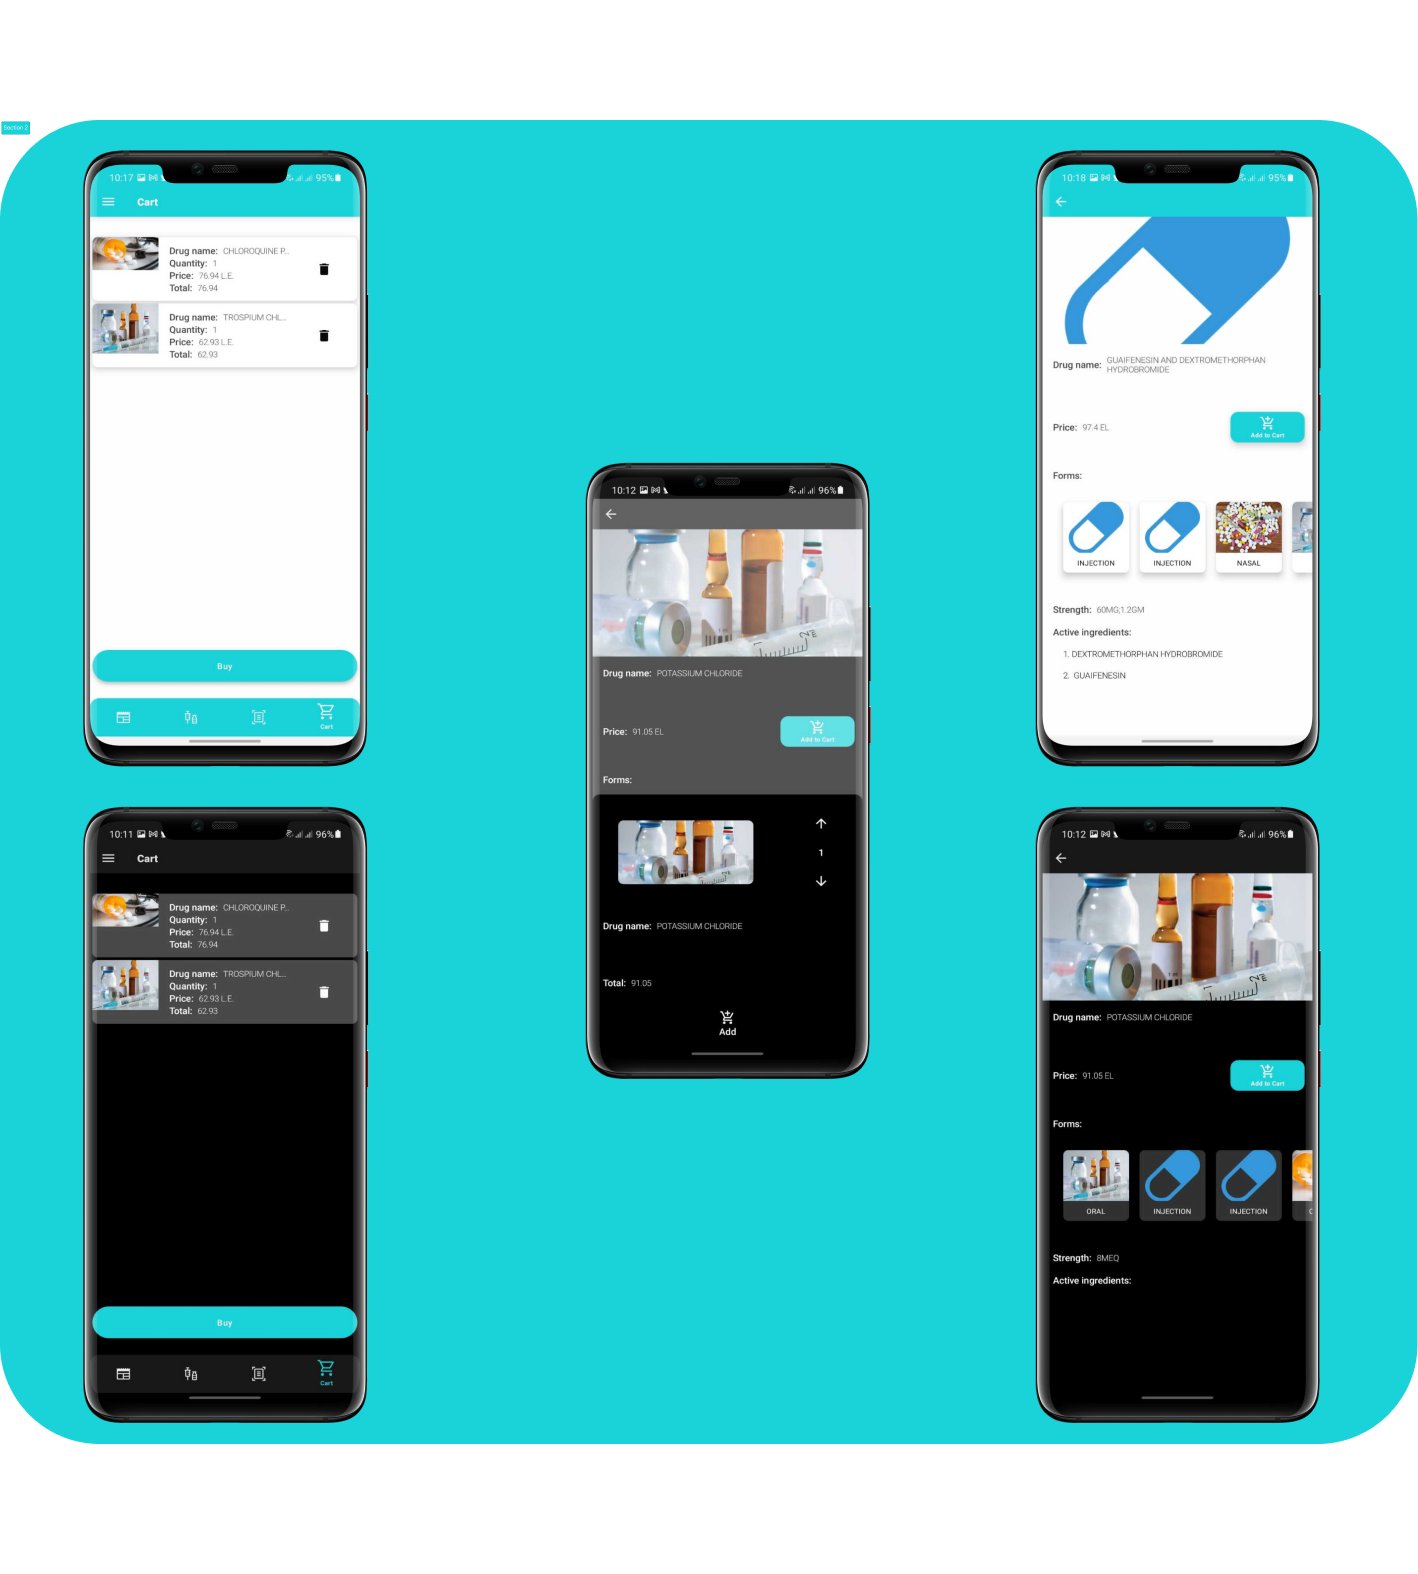 Section 2
10:17
95%
Cart
Drug name: CHLOROQUINE P...
Quantity: 1
Price: 76.94 L.E.
Total: 76.94
Drug name: TROSPIUM CHL...
Quantity: 1
Price: 62.93 L.E.
Total: 62.93
Buy
Cart
10:11
96%
Cart
Drug name: CHLOROQUINE P...
Quantity: 1
Price: 76.94 L.E.
Total: 76.94
Drug name: TROSPIUM CHL...
Quantity: 1
Price: 62.93 L.E.
Total: 62.93
Buy
Cart
10:12
96%
Drug name: POTASSIUM CHLORIDE
Price: 91.05 EL
Add to Cart
Forms:
1
Drug name: POTASSIUM CHLORIDE
Total: 91.05
Add
10:18
95%
Drug name: GUAIFENESIN AND DEXTROMETHORPHAN
HYDROBROMIDE
Price: 97.4 EL
Add to Cart
Forms:
INJECTION
INJECTION
NASAL
Strength: 60MG;1.2GM
Active ingredients:
1. DEXTROMETHORPHAN HYDROBROMIDE
2. GUAIFENESIN
10:12
96%
Drug name: POTASSIUM CHLORIDE
Price: 91.05 EL
Add to Cart
Forms:
ORAL
INJECTION
INJECTION
Strength: 8MEQ
Active ingredients: